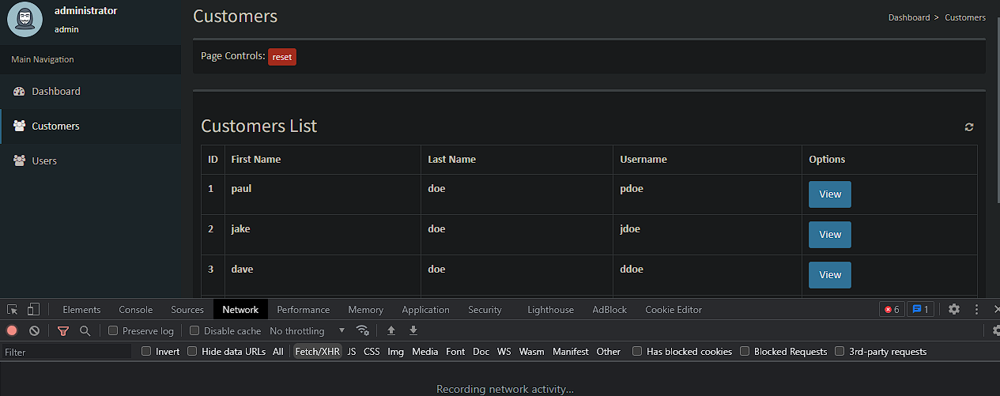 administrator
admin
Main Navigation
Dashboard
Customers
Users
Customers
Dashboard > Customers
Page Controls: reset
Customers List
ID First Name Last Name Username Options
1 paul doe pdoe View
2 jake doe jdoe View
3 dave doe ddoe View
Elements Console Sources Network Performance Memory Application Security Lighthouse AdBlock Cookie Editor 6 1
Preserve log Disable cache No throttling
Filter Invert Hide data URLs All Fetch/XHR JS CSS Img Media Font Doc WS Wasm Manifest Other Has blocked cookies Blocked Requests 3rd-party requests
Recording network activity...